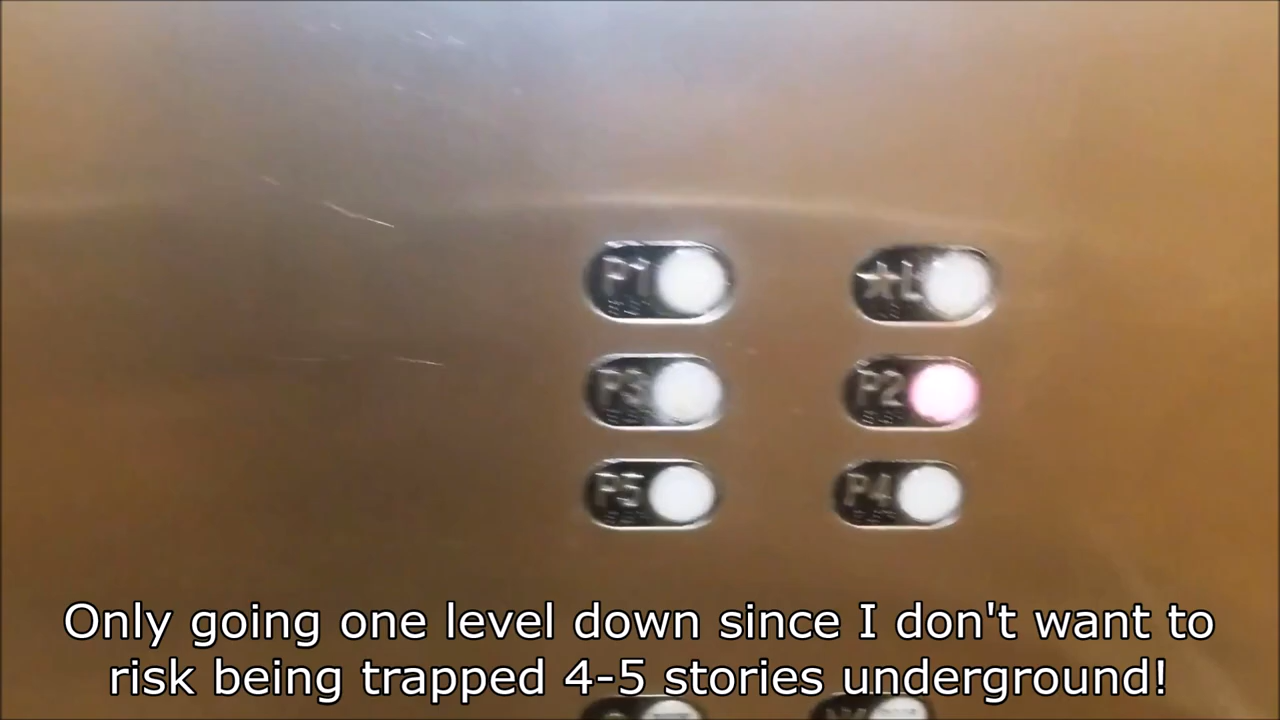 P1 ★L
P3 P2
P5 P4
Only going one level down since I don't want to
risk being trapped 4-5 stories underground!